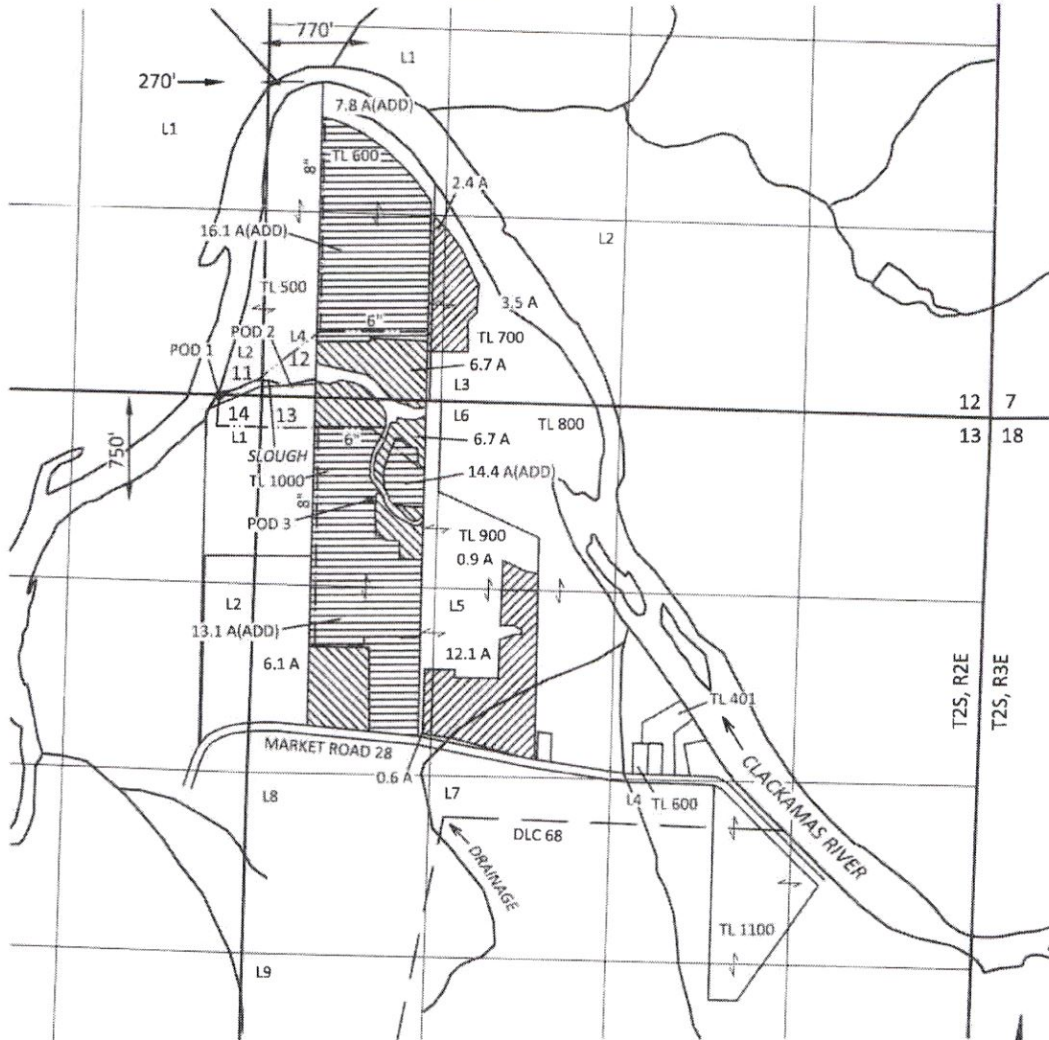 770'
L1
270'
7.8 A(ADD)
L1
TL 600
8"
2.4 A
16.1 A(ADD)
L2
TL 500
3.5 A
6"
POD 2
L4
TL 700
POD 1
L2
12
6.7 A
11
L3
12 7
14 13
L6
TL 800
13 18
L1
6"
6.7 A
750'
SLOUGH
14.4 A(ADD)
TL 1000
8"
POD 3
TL 900
0.9 A
L2
L5
13.1 A(ADD)
6.1 A
12.1 A
T2S, R2E
T2S, R3E
TL 401
MARKET ROAD 28
0.6 A
CLACKAMAS RIVER
L8
L7
L4
TL 600
DLC 68
DRAINAGE
TL 1100
L9